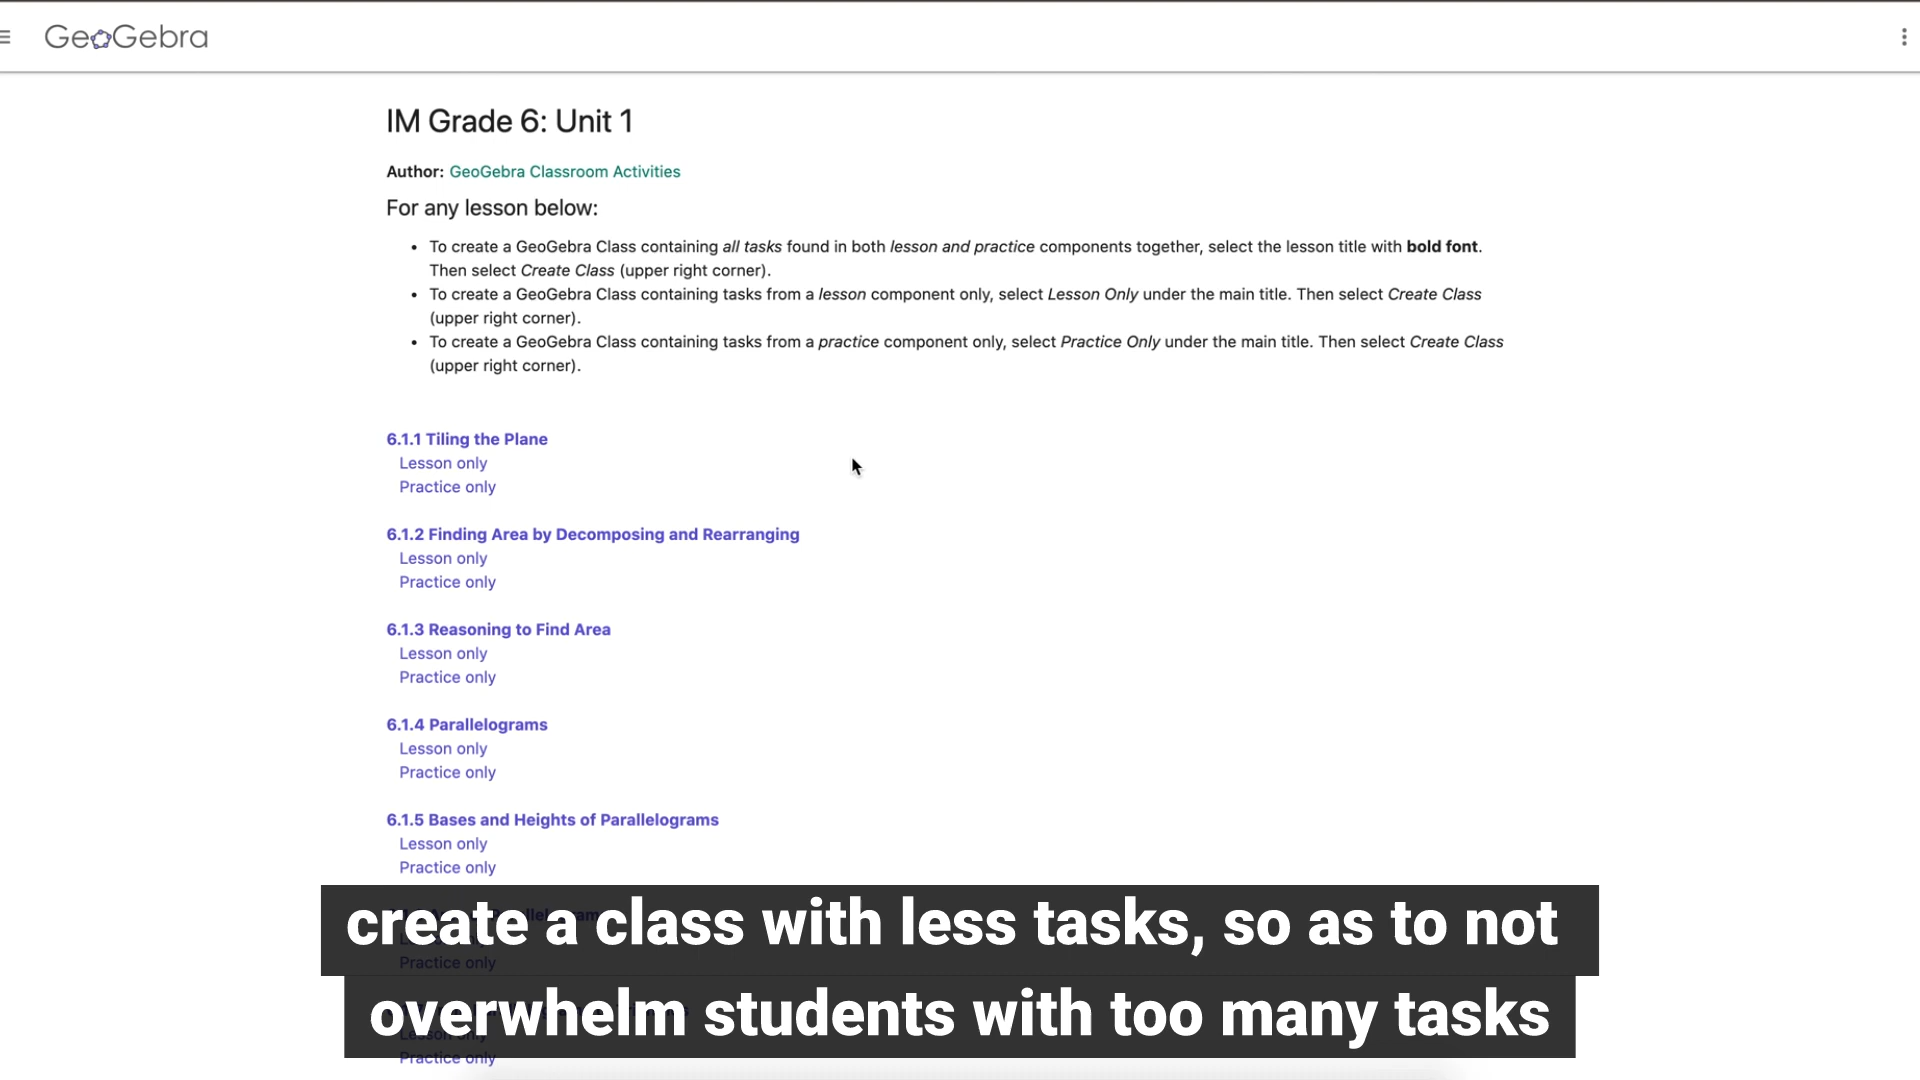 GeoGebra
IM Grade 6: Unit 1
Author: GeoGebra Classroom Activities
For any lesson below:
• To create a GeoGebra Class containing all tasks found in both lesson and practice components together, select the lesson title with bold font.
Then select Create Class (upper right corner).
• To create a GeoGebra Class containing tasks from a lesson component only, select Lesson Only under the main title. Then select Create Class
(upper right corner).
• To create a GeoGebra Class containing tasks from a practice component only, select Practice Only under the main title. Then select Create Class
(upper right corner).
6.1.1 Tiling the Plane
Lesson only
Practice only
6.1.2 Finding Area by Decomposing and Rearranging
Lesson only
Practice only
6.1.3 Reasoning to Find Area
Lesson only
Practice only
6.1.4 Parallelograms
Lesson only
Practice only
6.1.5 Bases and Heights of Parallelograms
Lesson only
Practice only
create a class with less tasks, so as to not
Practice only
overwhelm students with too many tasks
Lesson only
Practice only